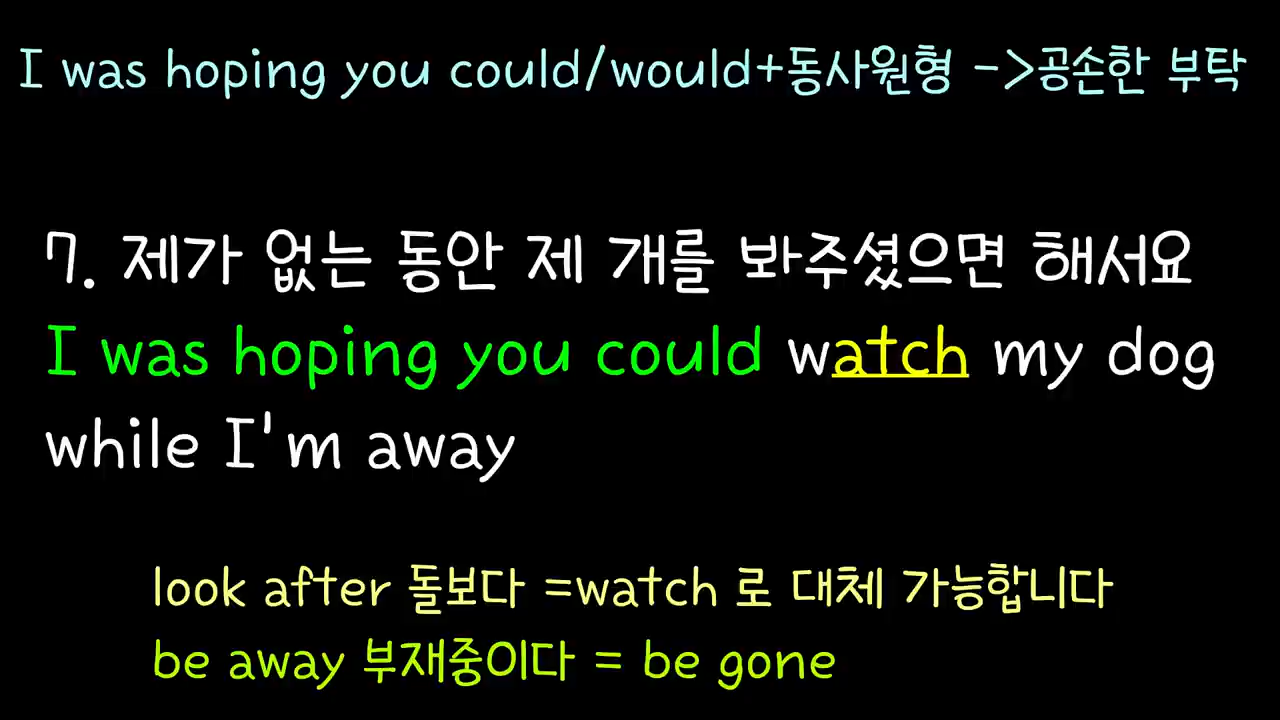 I was hoping you could/would+동사원형 ->공손한 부탁
7. 제가 없는 동안 제 개를 봐주셨으면 해서요
I was hoping you could watch my dog
while I'm away
look after 돌보다 =watch 로 대체 가능합니다
be away 부재중이다 = be gone